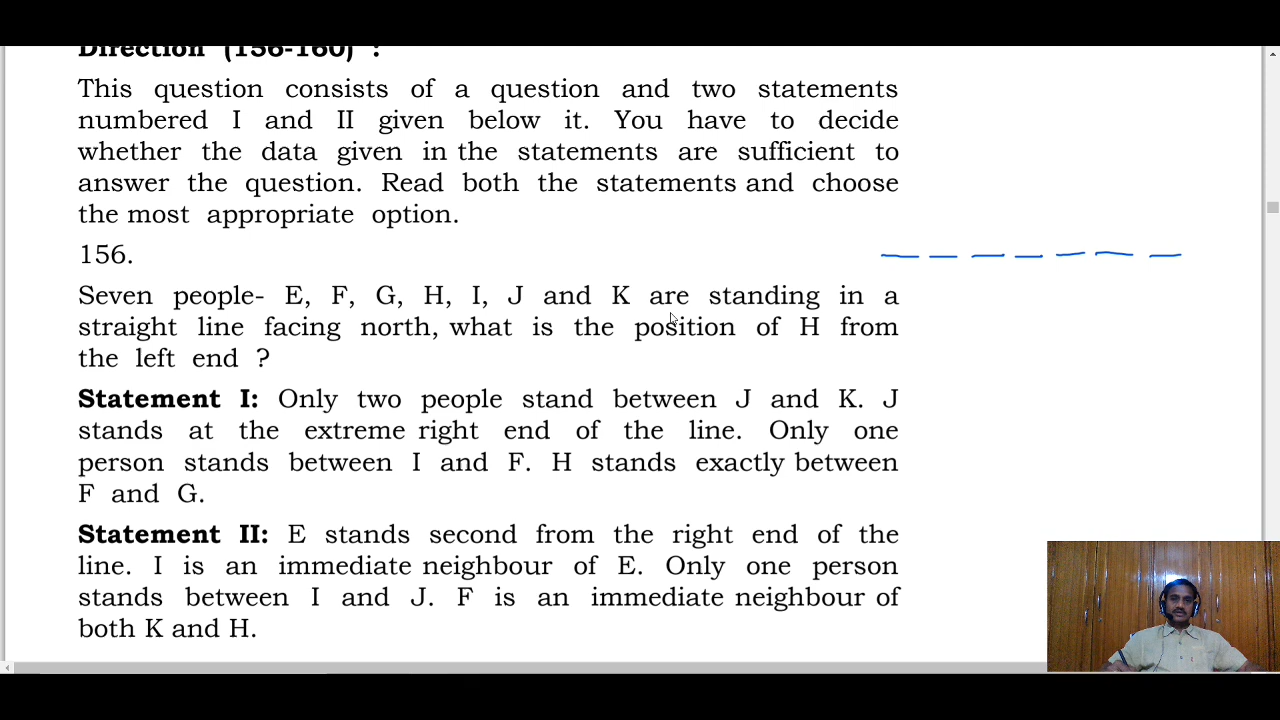 Direction (156-160) :
This question consists of a question and two statements
numbered I and II given below it. You have to decide
whether the data given in the statements are sufficient to
answer the question. Read both the statements and choose
the most appropriate option.
156.
Seven people- E, F, G, H, I, J and K are standing in a
straight line facing north, what is the position of H from
the left end ?
Statement I: Only two people stand between J and K. J
stands at the extreme right end of the line. Only one
person stands between I and F. H stands exactly between
F and G.
Statement II: E stands second from the right end of the
line. I is an immediate neighbour of E. Only one person
stands between I and J. F is an immediate neighbour of
both K and H.